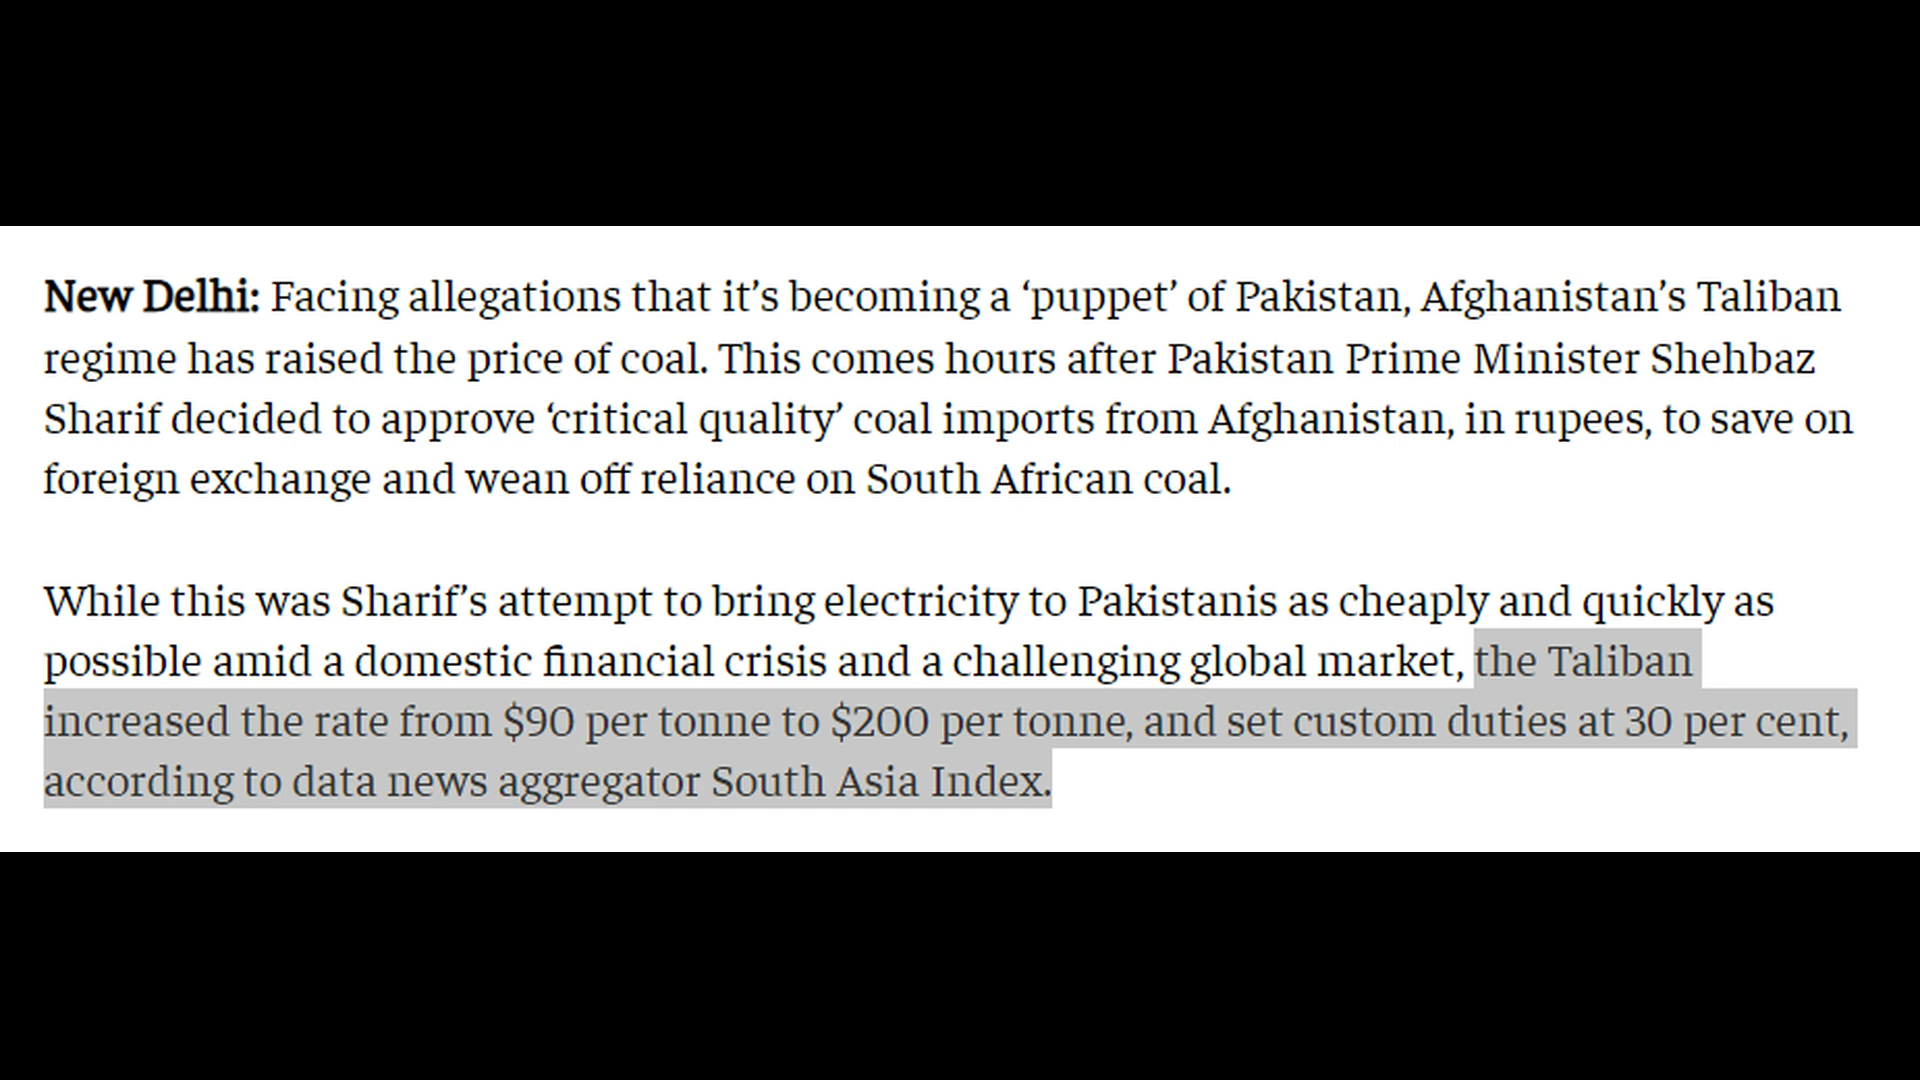 New Delhi: Facing allegations that it’s becoming a ‘puppet’ of Pakistan, Afghanistan’s Taliban
regime has raised the price of coal. This comes hours after Pakistan Prime Minister Shehbaz
Sharif decided to approve ‘critical quality’ coal imports from Afghanistan, in rupees, to save on
foreign exchange and wean off reliance on South African coal.
While this was Sharif’s attempt to bring electricity to Pakistanis as cheaply and quickly as
possible amid a domestic financial crisis and a challenging global market, the Taliban
increased the rate from $90 per tonne to $200 per tonne, and set custom duties at 30 per cent,
according to data news aggregator South Asia Index.